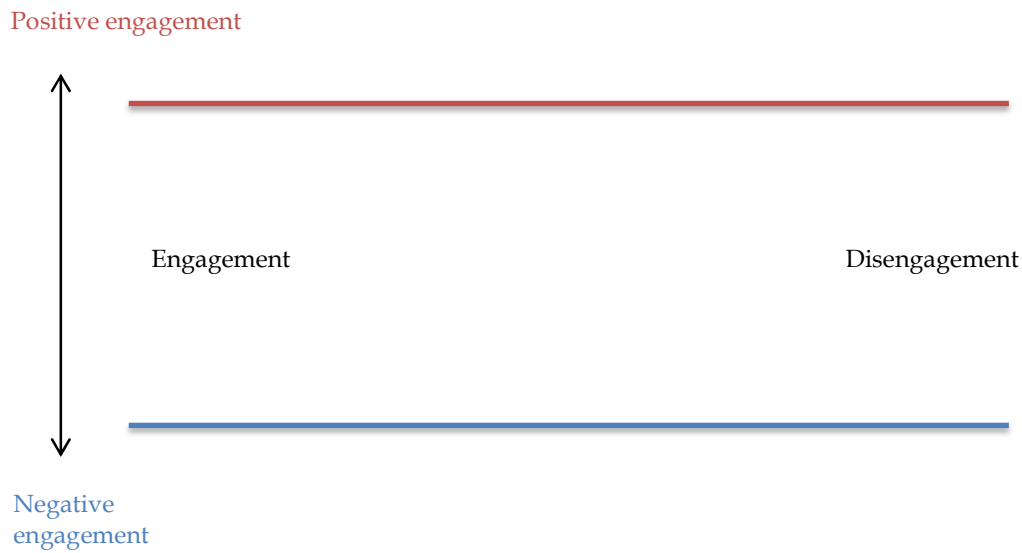 Positive engagement
Engagement
Disengagement
Negative
engagement